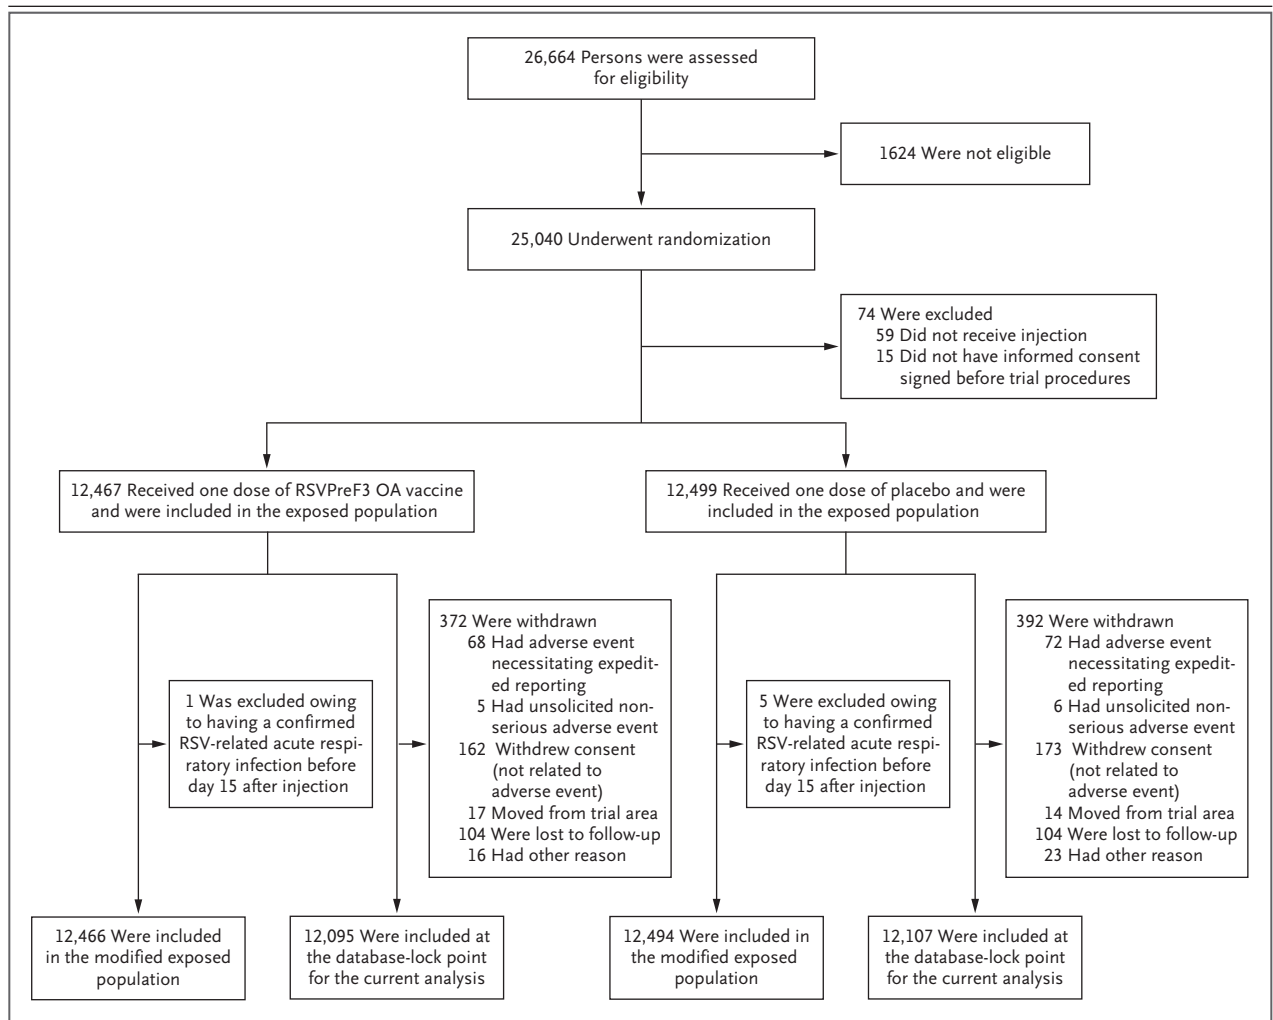 26,664 Persons were assessed
for eligibility
1624 Were not eligible
25,040 Underwent randomization
74 Were excluded
59 Did not receive injection
15 Did not have informed consent
signed before trial procedures
12,467 Received one dose of RSVPreF3 OA vaccine
and were included in the exposed population
12,499 Received one dose of placebo and were
included in the exposed population
1 Was excluded owing
to having a confirmed
RSV-related acute respi-
ratory infection before
day 15 after injection
372 Were withdrawn
68 Had adverse event
necessitating expedit-
ed reporting
5 Had unsolicited non-
serious adverse event
162 Withdrew consent
(not related to
adverse event)
17 Moved from trial area
104 Were lost to follow-up
16 Had other reason
5 Were excluded owing
to having a confirmed
RSV-related acute respi-
ratory infection before
day 15 after injection
392 Were withdrawn
72 Had adverse event
necessitating expedit-
ed reporting
6 Had unsolicited non-
serious adverse event
173 Withdrew consent
(not related to
adverse event)
14 Moved from trial area
104 Were lost to follow-up
23 Had other reason
12,466 Were included
in the modified exposed
population
12,095 Were included at
the database-lock point
for the current analysis
12,494 Were included in
the modified exposed
population
12,107 Were included at
the database-lock point
for the current analysis